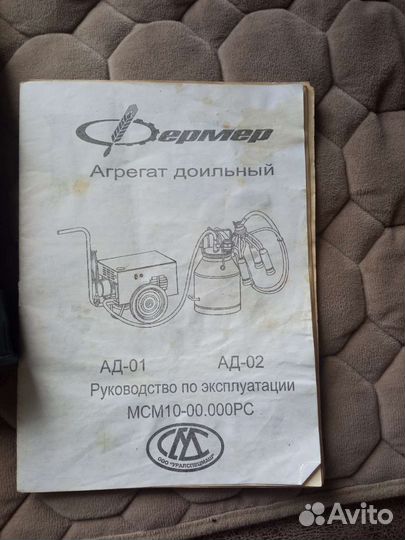 Фермер
Агрегат доильный
АД-01 АД-02
Руководство по эксплуатации
МСМ10-00.000РС
СМ
ООО "УРАЛСПЕЦМАШ"
Avito